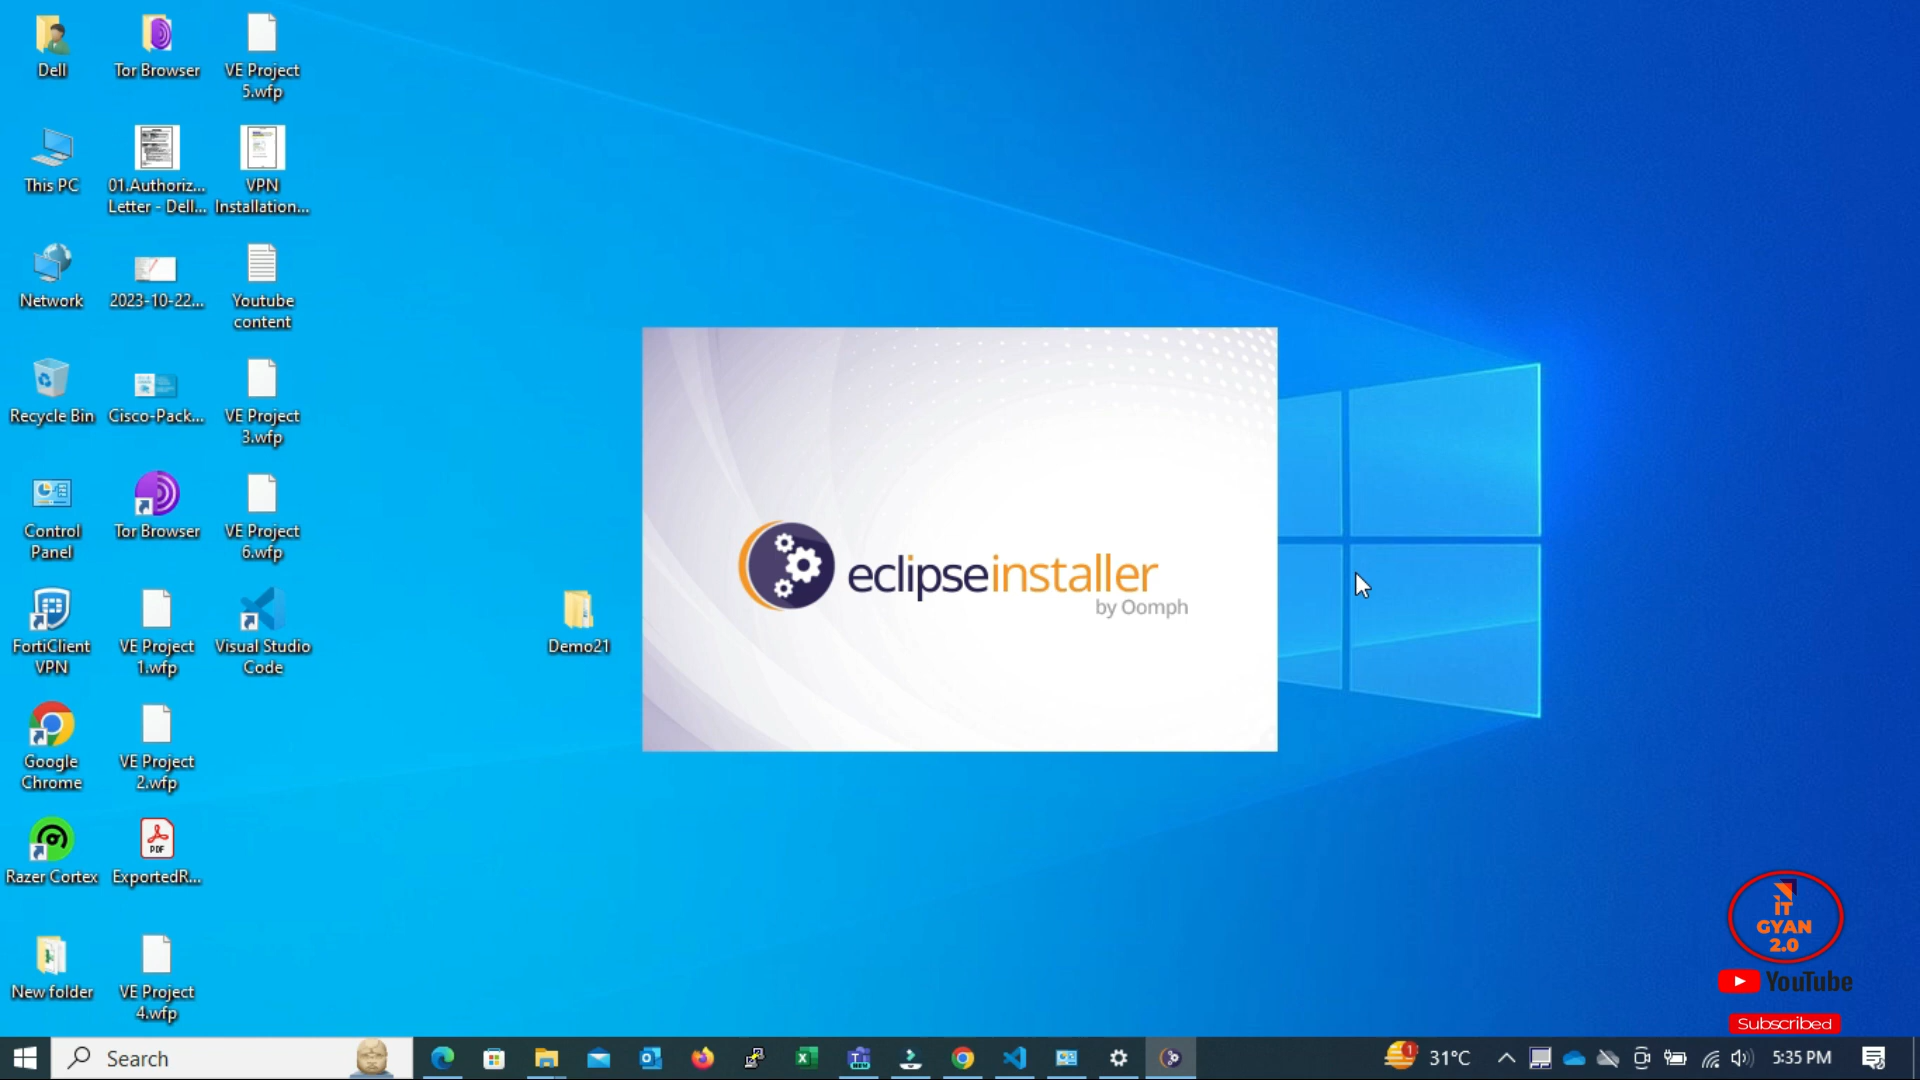 Dell
Tor Browser
VE Project
5.wfp
This PC
01.Authoriz...
Letter - Dell...
VPN
Installation...
Network
2023-10-22...
Youtube
content
Recycle Bin
Cisco-Pack...
VE Project
3.wfp
Control
Panel
Tor Browser
VE Project
6.wfp
FortiClient
VPN
VE Project
1.wfp
Visual Studio
Code
Google
Chrome
VE Project
2.wfp
Razer Cortex
PDF
ExportedR...
New folder
VE Project
4.wfp
Demo21
eclipseinstaller
by Oomph
IT
GYAN
2.0
YouTube
Subscribed
Search
NEW
1
31°C
5:35 PM